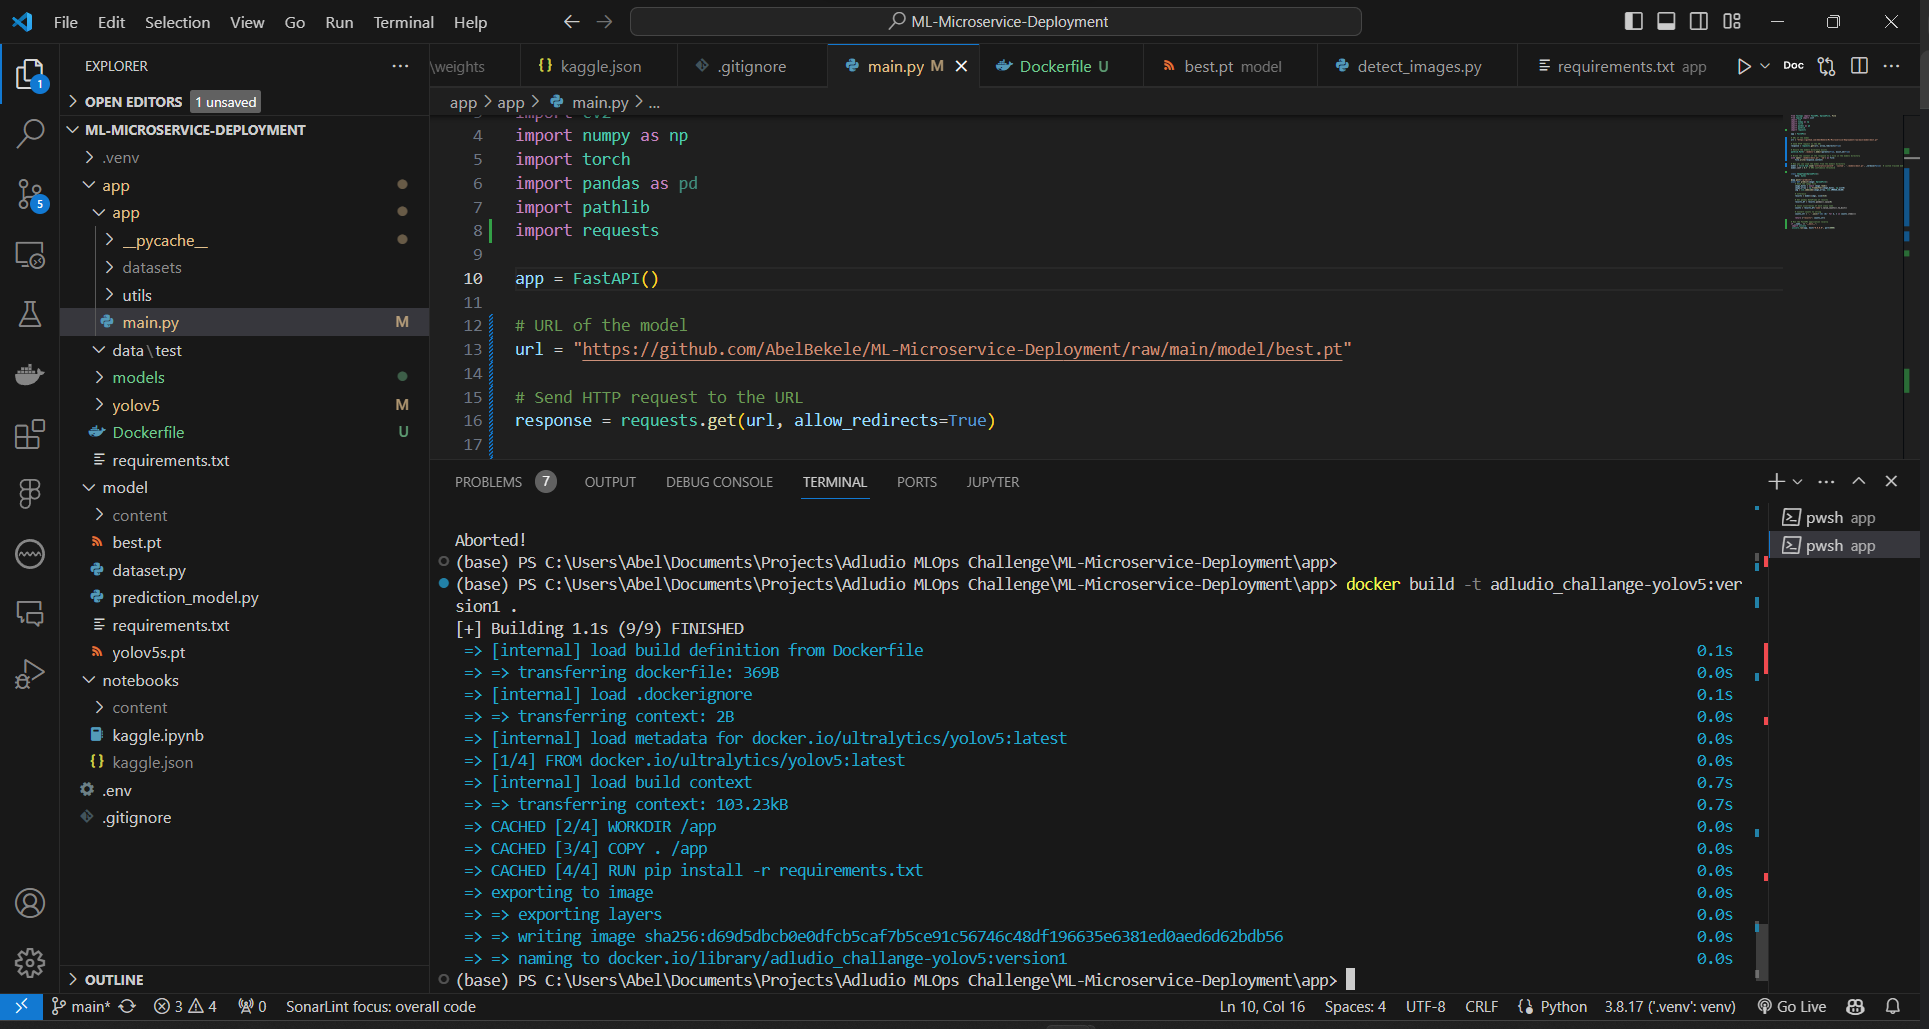 File Edit Selection View Go Run Terminal Help
ML-Microservice-Deployment
EXPLORER
OPEN EDITORS 1 unsaved
ML-MICROSERVICE-DEPLOYMENT
.venv
app
app
__pycache__
datasets
utils
main.py M
data\test
models
yolov5 M
Dockerfile U
requirements.txt
model
content
best.pt
dataset.py
prediction_model.py
requirements.txt
yolov5s.pt
notebooks
content
kaggle.ipynb
kaggle.json
.env
.gitignore
OUTLINE
1
5
\weights kaggle.json .gitignore main.py M Dockerfile U best.pt model detect_images.py requirements.txt app Doc
app > app > main.py > ...
3 import cv2
4 import numpy as np
5 import torch
6 import pandas as pd
7 import pathlib
8 import requests
9
10 app = FastAPI()
11
12 # URL of the model
13 url = "https://github.com/AbelBekele/ML-Microservice-Deployment/raw/main/model/best.pt"
14
15 # Send HTTP request to the URL
16 response = requests.get(url, allow_redirects=True)
17
PROBLEMS 7 OUTPUT DEBUG CONSOLE TERMINAL PORTS JUPYTER
pwsh app
pwsh app
Aborted!
(base) PS C:\Users\Abel\Documents\Projects\Adludio MLOps Challenge\ML-Microservice-Deployment\app>
(base) PS C:\Users\Abel\Documents\Projects\Adludio MLOps Challenge\ML-Microservice-Deployment\app> docker build -t adludio_challange-yolov5:ver
sion1 .
[+] Building 1.1s (9/9) FINISHED
=> [internal] load build definition from Dockerfile 0.1s
=> => transferring dockerfile: 369B 0.0s
=> [internal] load .dockerignore 0.1s
=> => transferring context: 2B 0.0s
=> [internal] load metadata for docker.io/ultralytics/yolov5:latest 0.0s
=> [1/4] FROM docker.io/ultralytics/yolov5:latest 0.0s
=> [internal] load build context 0.7s
=> => transferring context: 103.23kB 0.7s
=> CACHED [2/4] WORKDIR /app 0.0s
=> CACHED [3/4] COPY . /app 0.0s
=> CACHED [4/4] RUN pip install -r requirements.txt 0.0s
=> exporting to image 0.0s
=> => exporting layers 0.0s
=> => writing image sha256:d69d5dbcb0e0dfcb5caf7b5ce91c56746c48df196635e6381ed0aed6d62bdb56 0.0s
=> => naming to docker.io/library/adludio_challange-yolov5:version1 0.0s
(base) PS C:\Users\Abel\Documents\Projects\Adludio MLOps Challenge\ML-Microservice-Deployment\app>
main* 3 4 0 SonarLint focus: overall code Ln 10, Col 16 Spaces: 4 UTF-8 CRLF Python 3.8.17 ('.venv': venv) Go Live